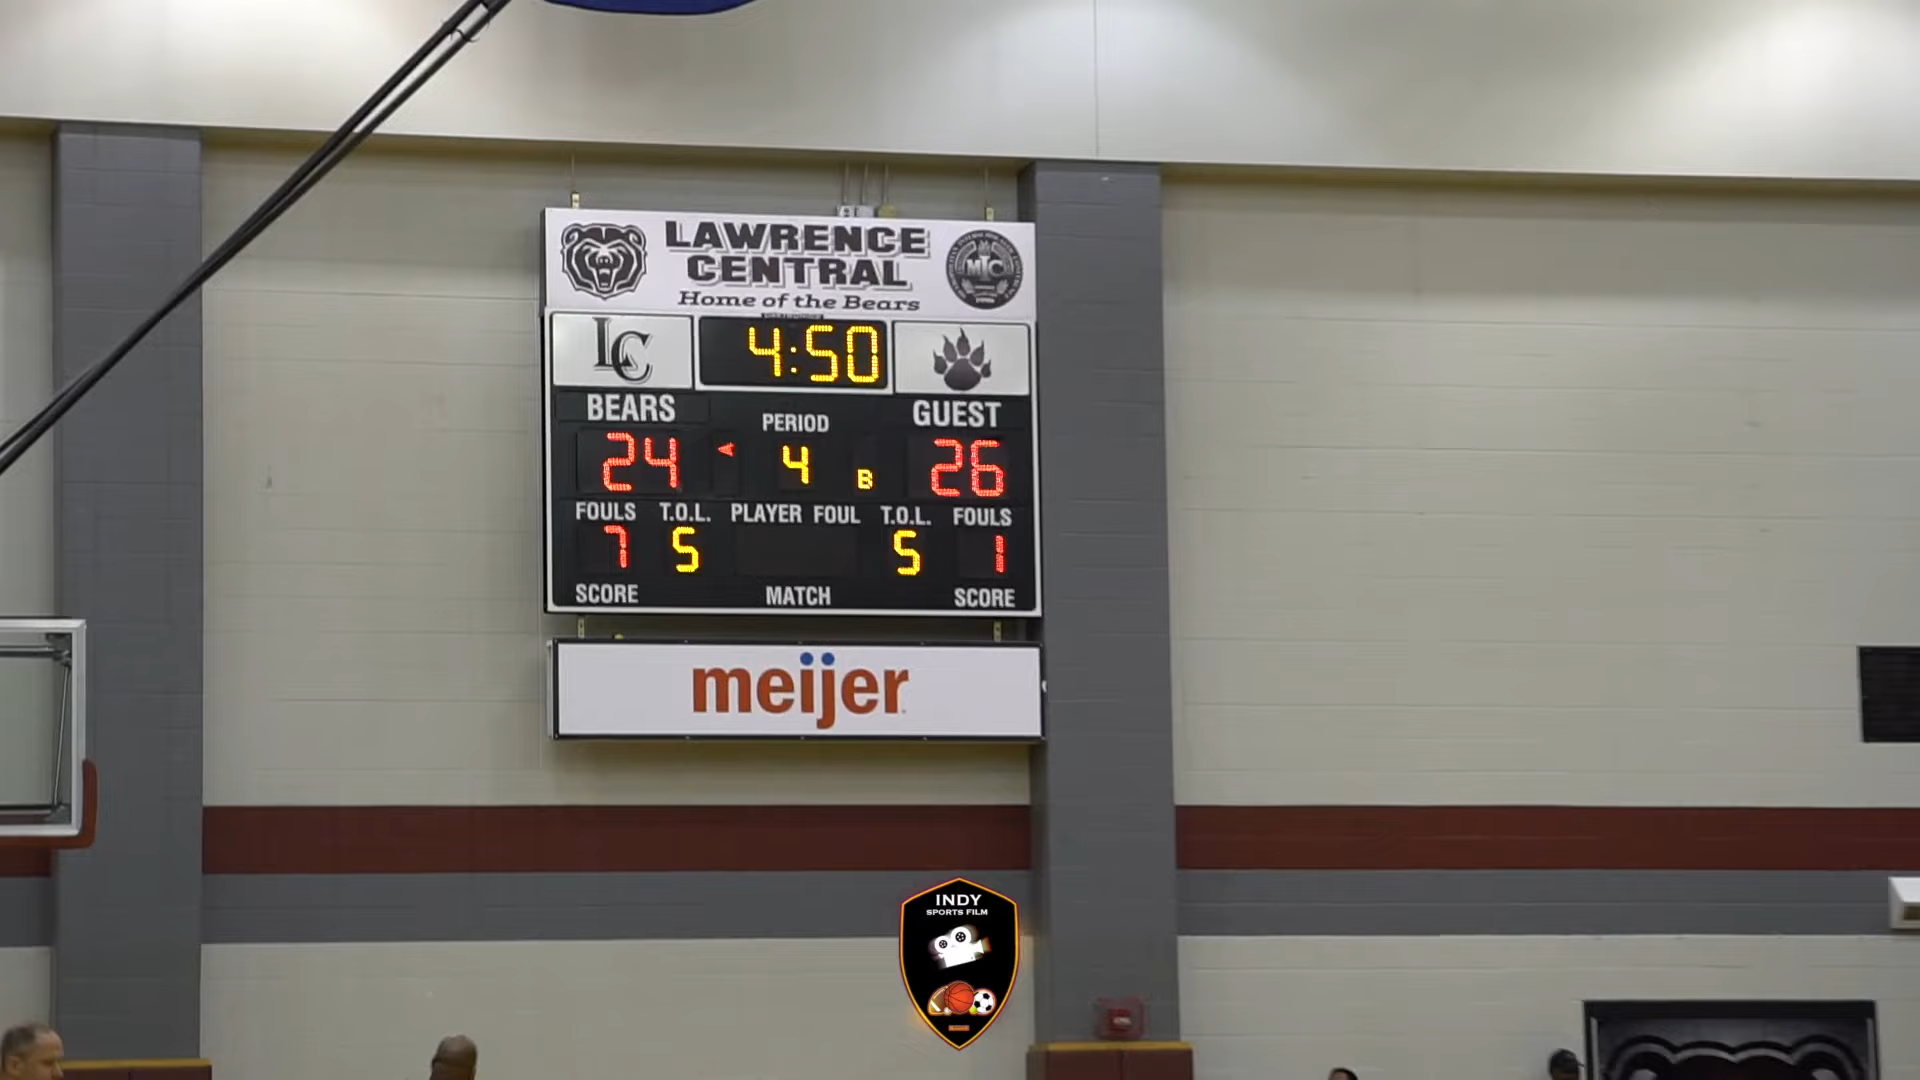 LAWRENCE
CENTRAL
Home of the Bears
MIC
LC
4:50
BEARS
PERIOD
GUEST
24
4
B
26
FOULS T.O.L. PLAYER FOUL T.O.L. FOULS
7 5 5 1
SCORE MATCH SCORE
meijer
INDY
SPORTS FILM